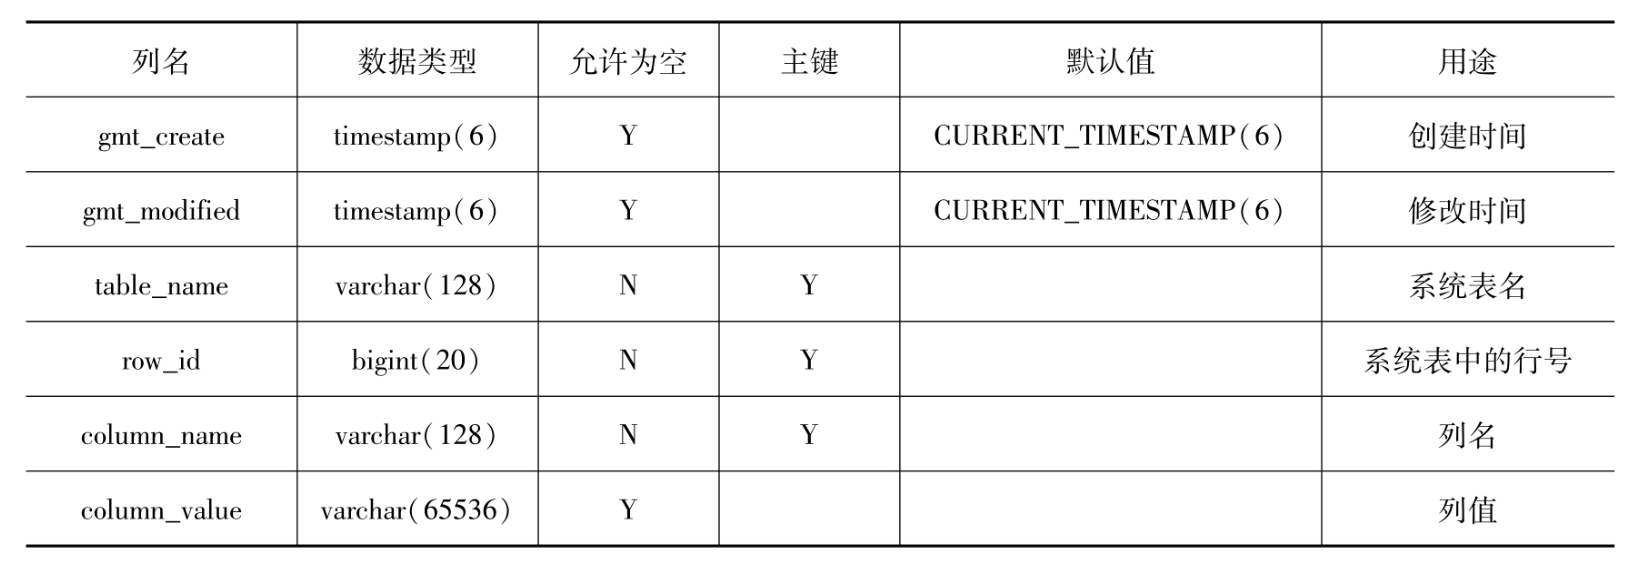 列名 数据类型 允许为空 主键 默认值 用途
gmt_create timestamp(6) Y CURRENT_TIMESTAMP(6) 创建时间
gmt_modified timestamp(6) Y CURRENT_TIMESTAMP(6) 修改时间
table_name varchar(128) N Y 系统表名
row_id bigint(20) N Y 系统表中的行号
column_name varchar(128) N Y 列名
column_value varchar(65536) Y 列值